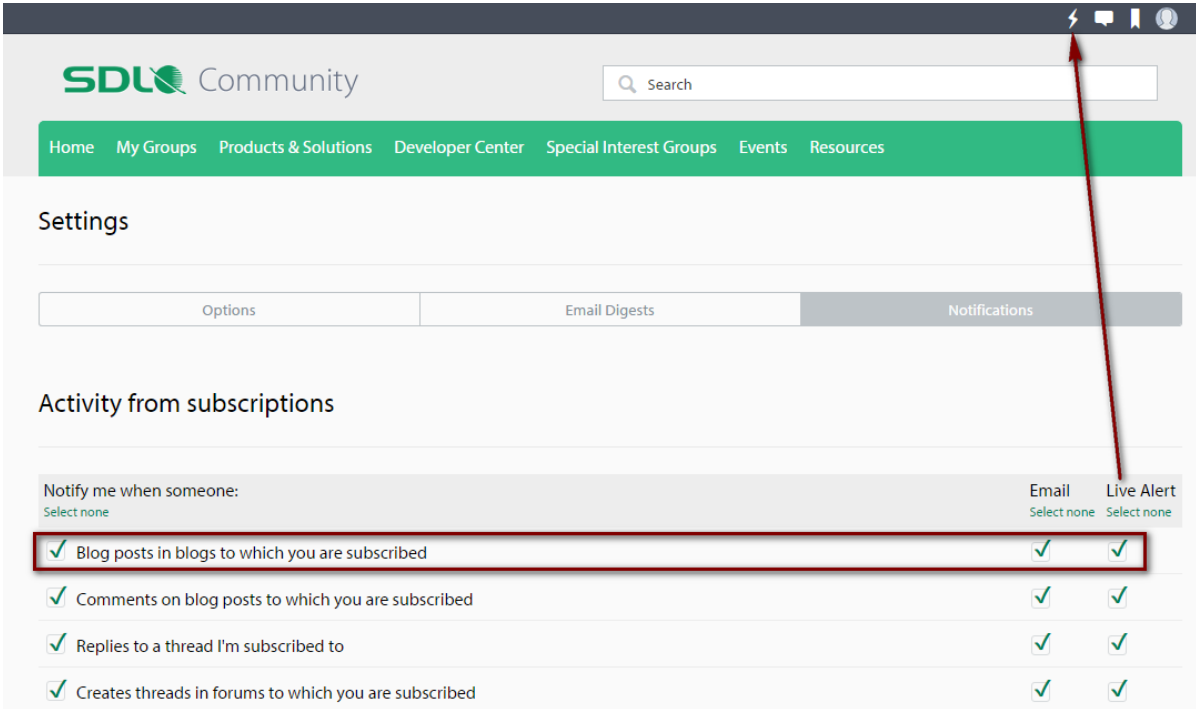 SDL Community
Search
Home My Groups Products & Solutions Developer Center Special Interest Groups Events Resources
Settings
Options Email Digests Notifications
Activity from subscriptions
Notify me when someone: Email Live Alert
Select none Select none Select none
Blog posts in blogs to which you are subscribed
Comments on blog posts to which you are subscribed
Replies to a thread I'm subscribed to
Creates threads in forums to which you are subscribed